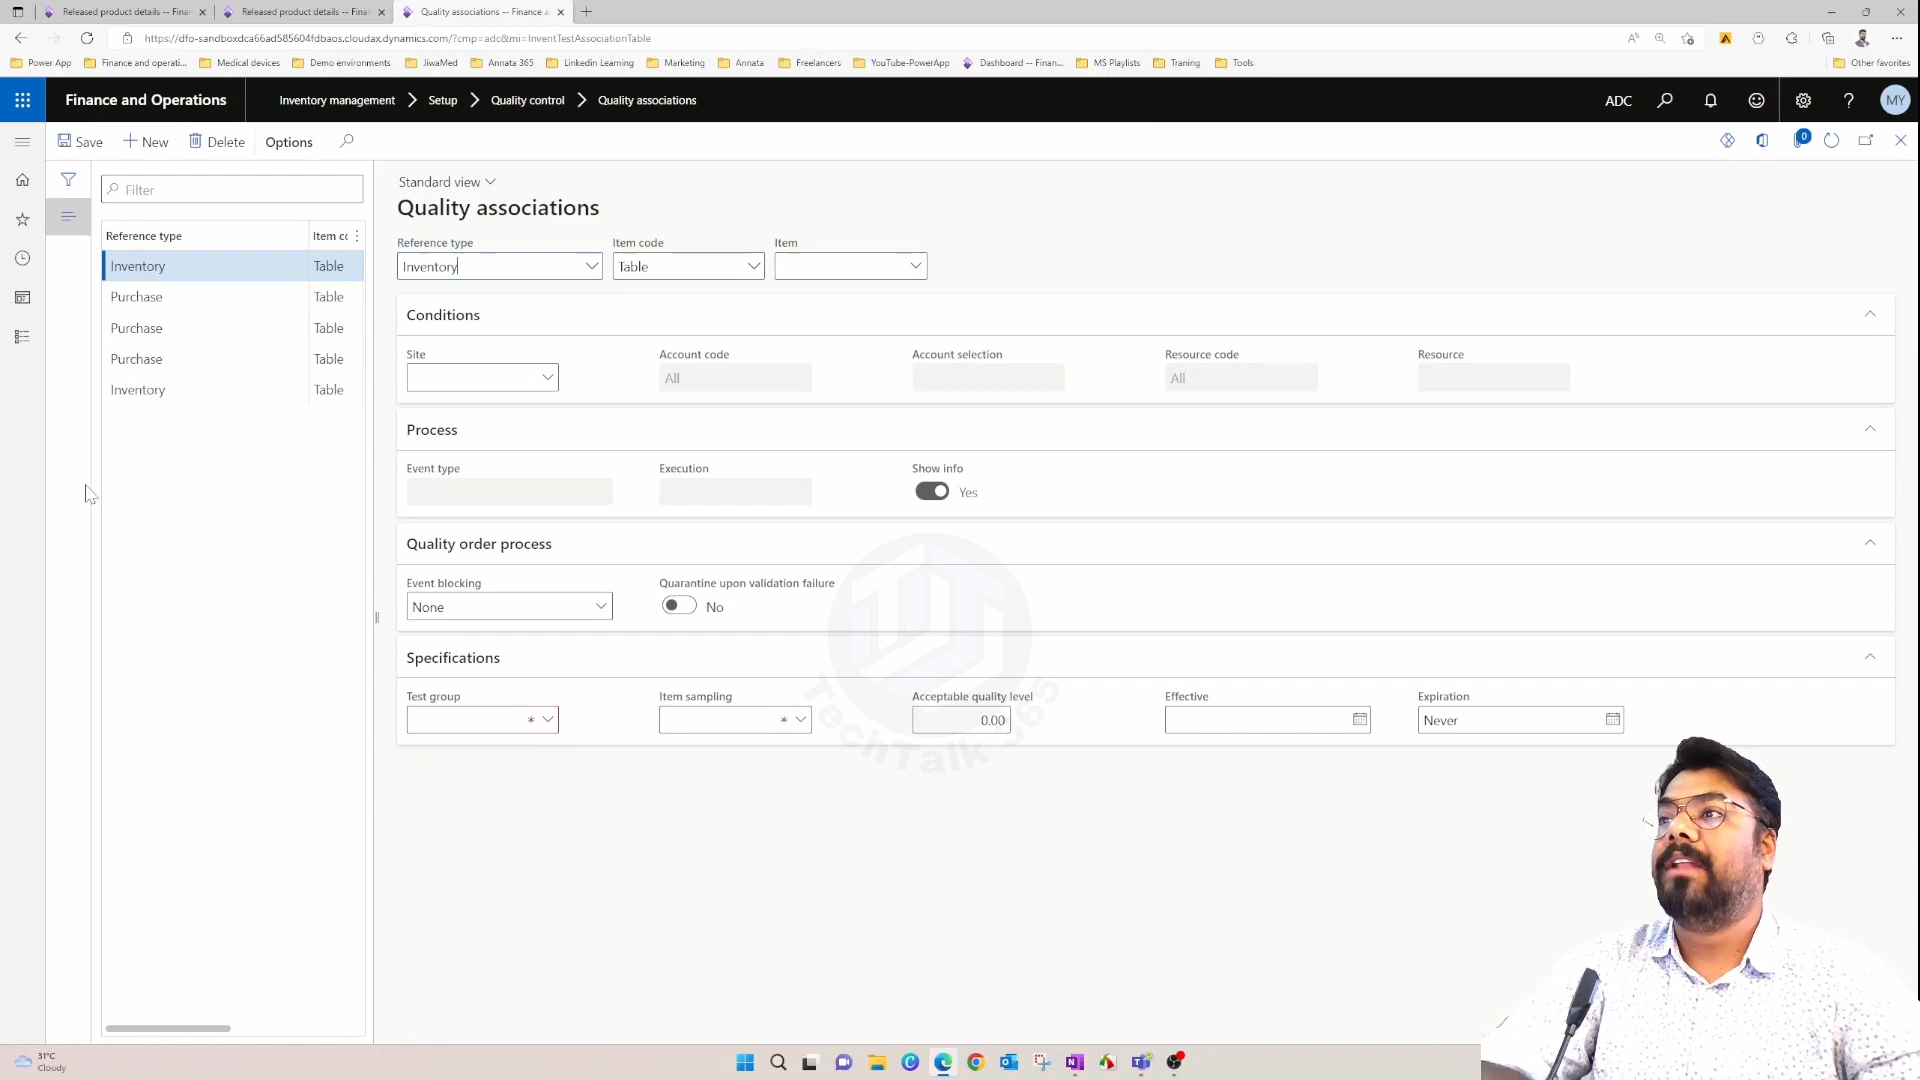 Released product details -- Finan
Released product details -- Finan
Quality associations -- Finance a
https://dfo-sandboxdca66ad585604fdbaos.cloudax.dynamics.com/?cmp=adc&mi=InventTestAssociationTable
Power App
Finance and operati...
Medical devices
Demo environments
JiwaMed
Annata 365
Linkedin Learning
Marketing
Annata
Freelancers
YouTube-PowerApp
Dashboard -- Finan...
MS Playlists
Traning
Tools
Other favorites
Finance and Operations
Inventory management
Setup
Quality control
Quality associations
ADC
MY
Save
New
Delete
Options
0
Filter
Reference type
Item cc
Inventory
Table
Purchase
Table
Purchase
Table
Purchase
Table
Inventory
Table
Standard view
Quality associations
Reference type
Item code
Item
Inventory
Table
Conditions
Site
Account code
Account selection
Resource code
Resource
All
All
Process
Event type
Execution
Show info
Yes
Quality order process
Event blocking
Quarantine upon validation failure
None
No
Specifications
Test group
Item sampling
Acceptable quality level
Effective
Expiration
*
*
0.00
Never
TechTalk 365
31°C
Cloudy